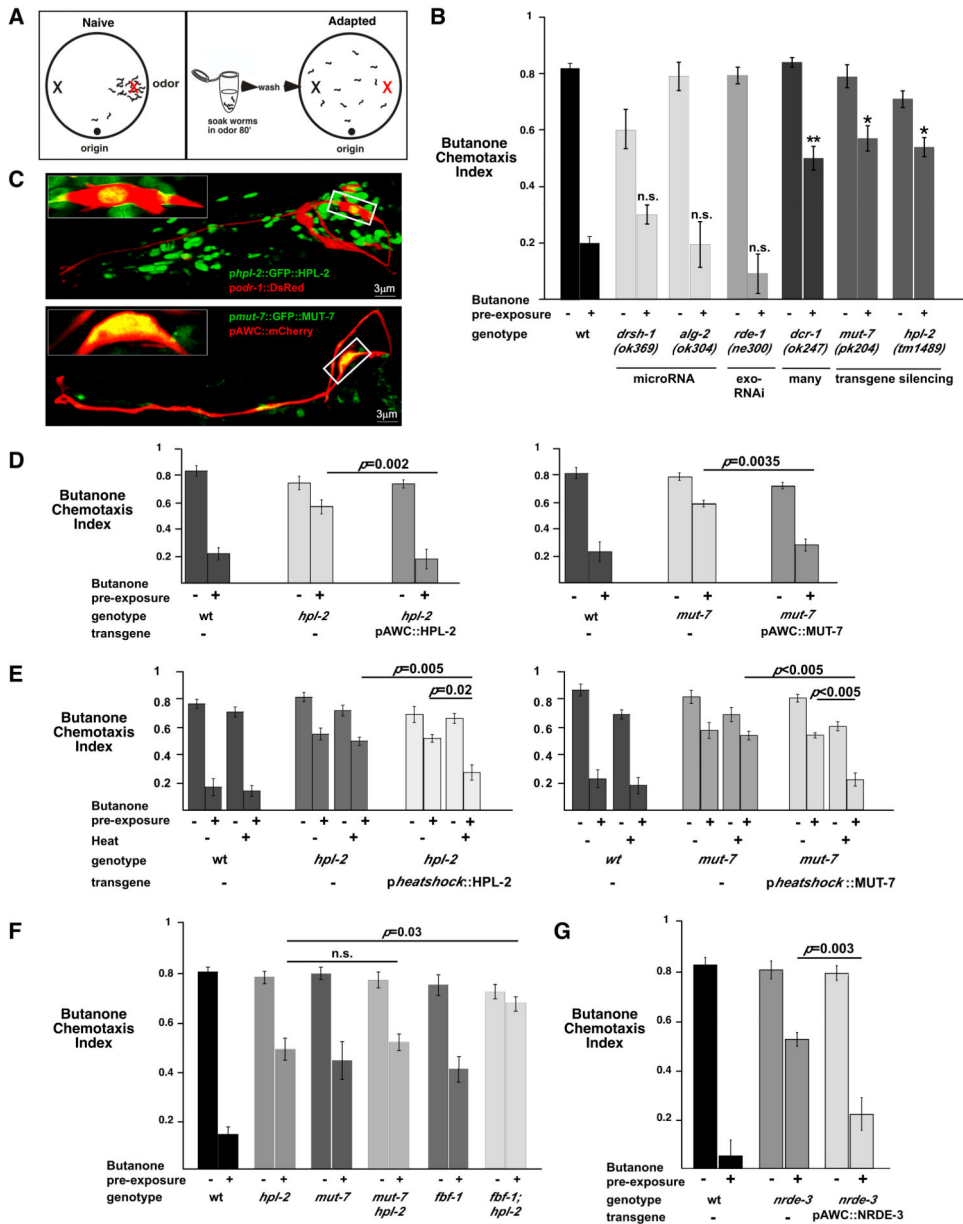 A
Naive
X
X
odor
origin
Adapted
wash
soak worms
in odor 80'
X
X
origin
B
Butanone
Chemotaxis
Index
1
0.8
0.6
0.4
0.2
n.s.
n.s.
n.s.
**
*
*
Butanone
pre-exposure
- + - + - + - + - + - + - +
genotype
wt drsh-1 alg-2 rde-1 dcr-1 mut-7 hpl-2
(ok369) (ok304) (ne300) (ok247) (pk204) (tm1489)
microRNA exo- many transgene silencing
RNAi
C
phpl-2::GFP::HPL-2
podr-1::DsRed
3µm
pmut-7::GFP::MUT-7
pAWC::mCherry
3µm
D
Butanone
Chemotaxis
Index
1
0.8
0.6
0.4
0.2
p=0.002
Butanone
pre-exposure
- + - + - +
genotype wt hpl-2 hpl-2
transgene - - pAWC::HPL-2
1
0.8
0.6
0.4
0.2
p=0.0035
- + - + - +
wt mut-7 mut-7
- - pAWC::MUT-7
E
Butanone
Chemotaxis
Index
1
0.8
0.6
0.4
0.2
p=0.005
p=0.02
Butanone
pre-exposure
- + - + - + - + - + - +
Heat - + - + - +
genotype wt hpl-2 hpl-2
transgene - - pheatshock::HPL-2
1
0.8
0.6
0.4
0.2
p<0.005
p<0.005
- + - + - + - + - + - +
- + - + - +
wt mut-7 mut-7
- - pheatshock::MUT-7
F
Butanone
Chemotaxis
Index
1
0.8
0.6
0.4
0.2
p=0.03
n.s.
Butanone
pre-exposure
- + - + - + - + - + - +
genotype wt hpl-2 mut-7 mut-7 fbf-1 fbf-1;
hpl-2 hpl-2
G
Butanone
Chemotaxis
Index
1
0.8
0.6
0.4
0.2
p=0.003
Butanone
pre-exposure
- + - + - +
genotype wt nrde-3 nrde-3
transgene - - pAWC::NRDE-3